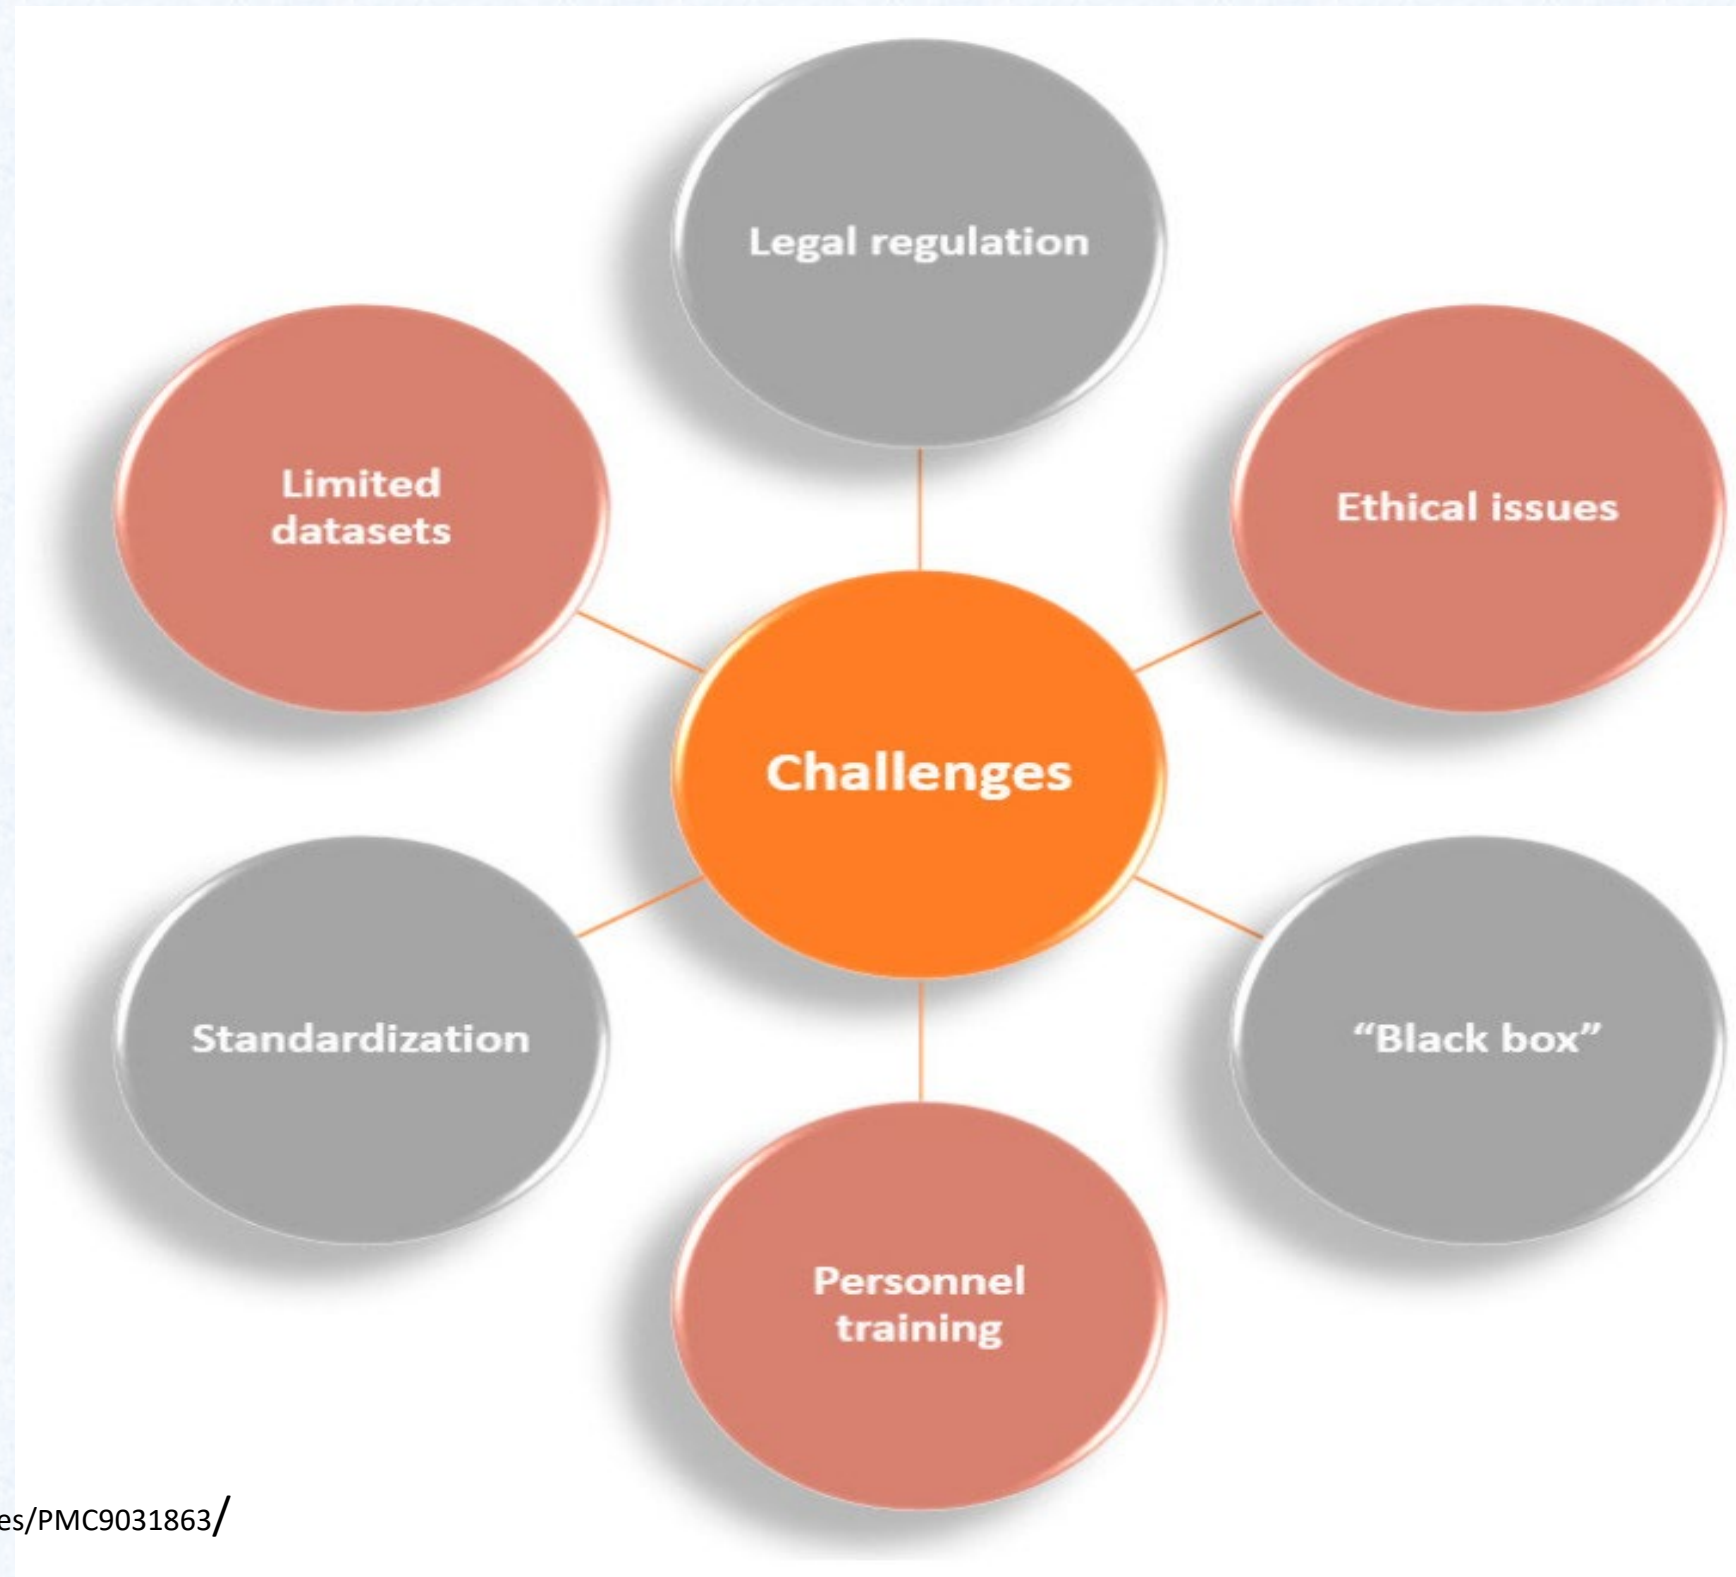 Legal regulation
Limited
datasets
Ethical issues
Challenges
Standardization
“Black box”
Personnel
training
es/PMC9031863/